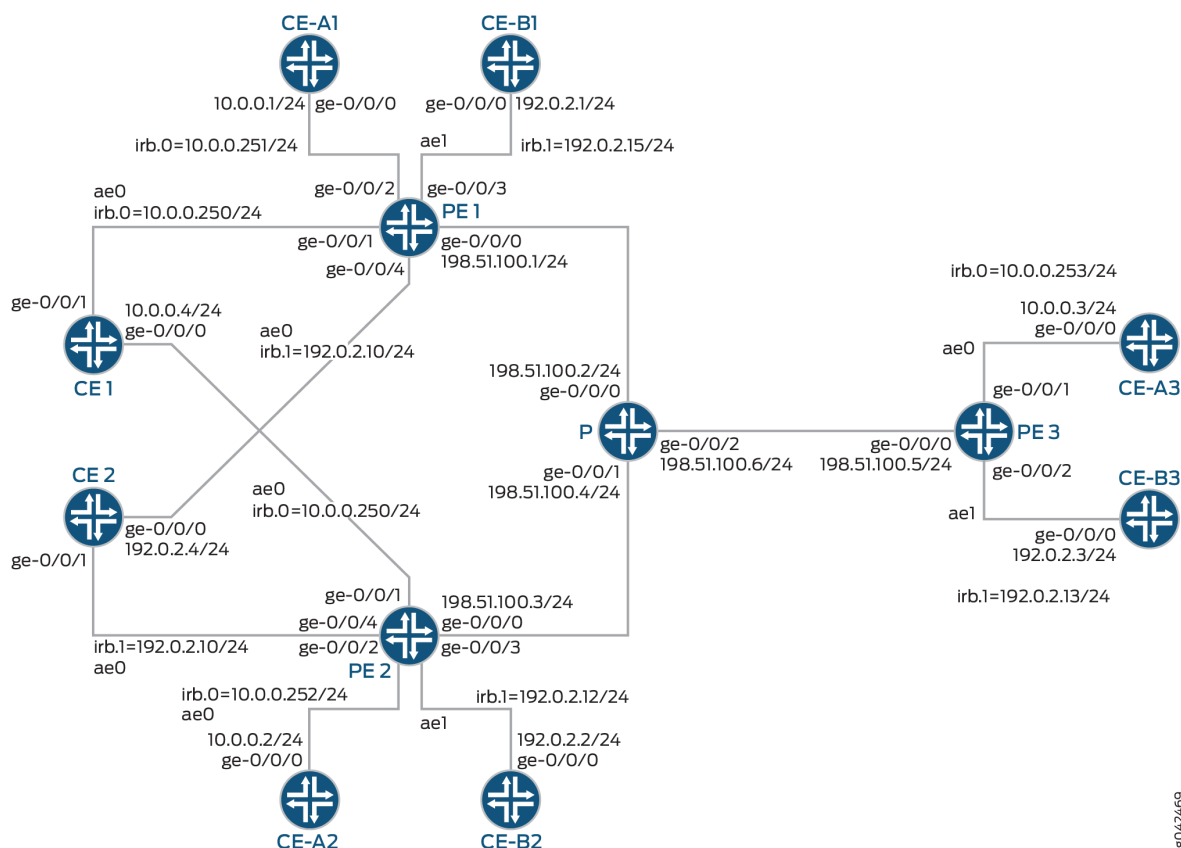 CE-A1
CE-B1
10.0.0.1/24
ge-0/0/0
ge-0/0/0
192.0.2.1/24
irb.0=10.0.0.251/24
ae1
irb.1=192.0.2.15/24
ae0
irb.0=10.0.0.250/24
ge-0/0/2
ge-0/0/3
PE 1
ge-0/0/1
ge-0/0/0
198.51.100.1/24
ge-0/0/4
ge-0/0/1
10.0.0.4/24
ge-0/0/0
CE 1
ae0
irb.1=192.0.2.10/24
198.51.100.2/24
ge-0/0/0
irb.0=10.0.0.253/24
10.0.0.3/24
ge-0/0/0
ae0
CE-A3
ge-0/0/1
P
ge-0/0/2
198.51.100.6/24
ge-0/0/0
198.51.100.5/24
PE 3
ge-0/0/1
198.51.100.4/24
ge-0/0/2
CE-B3
ae1
ge-0/0/0
192.0.2.3/24
irb.1=192.0.2.13/24
CE 2
ge-0/0/0
192.0.2.4/24
ge-0/0/1
ae0
irb.0=10.0.0.250/24
ge-0/0/1
198.51.100.3/24
ge-0/0/4
ge-0/0/0
irb.1=192.0.2.10/24
ae0
ge-0/0/2
ge-0/0/3
PE 2
irb.0=10.0.0.252/24
ae0
irb.1=192.0.2.12/24
ae1
10.0.0.2/24
ge-0/0/0
192.0.2.2/24
ge-0/0/0
CE-A2
CE-B2
g042469